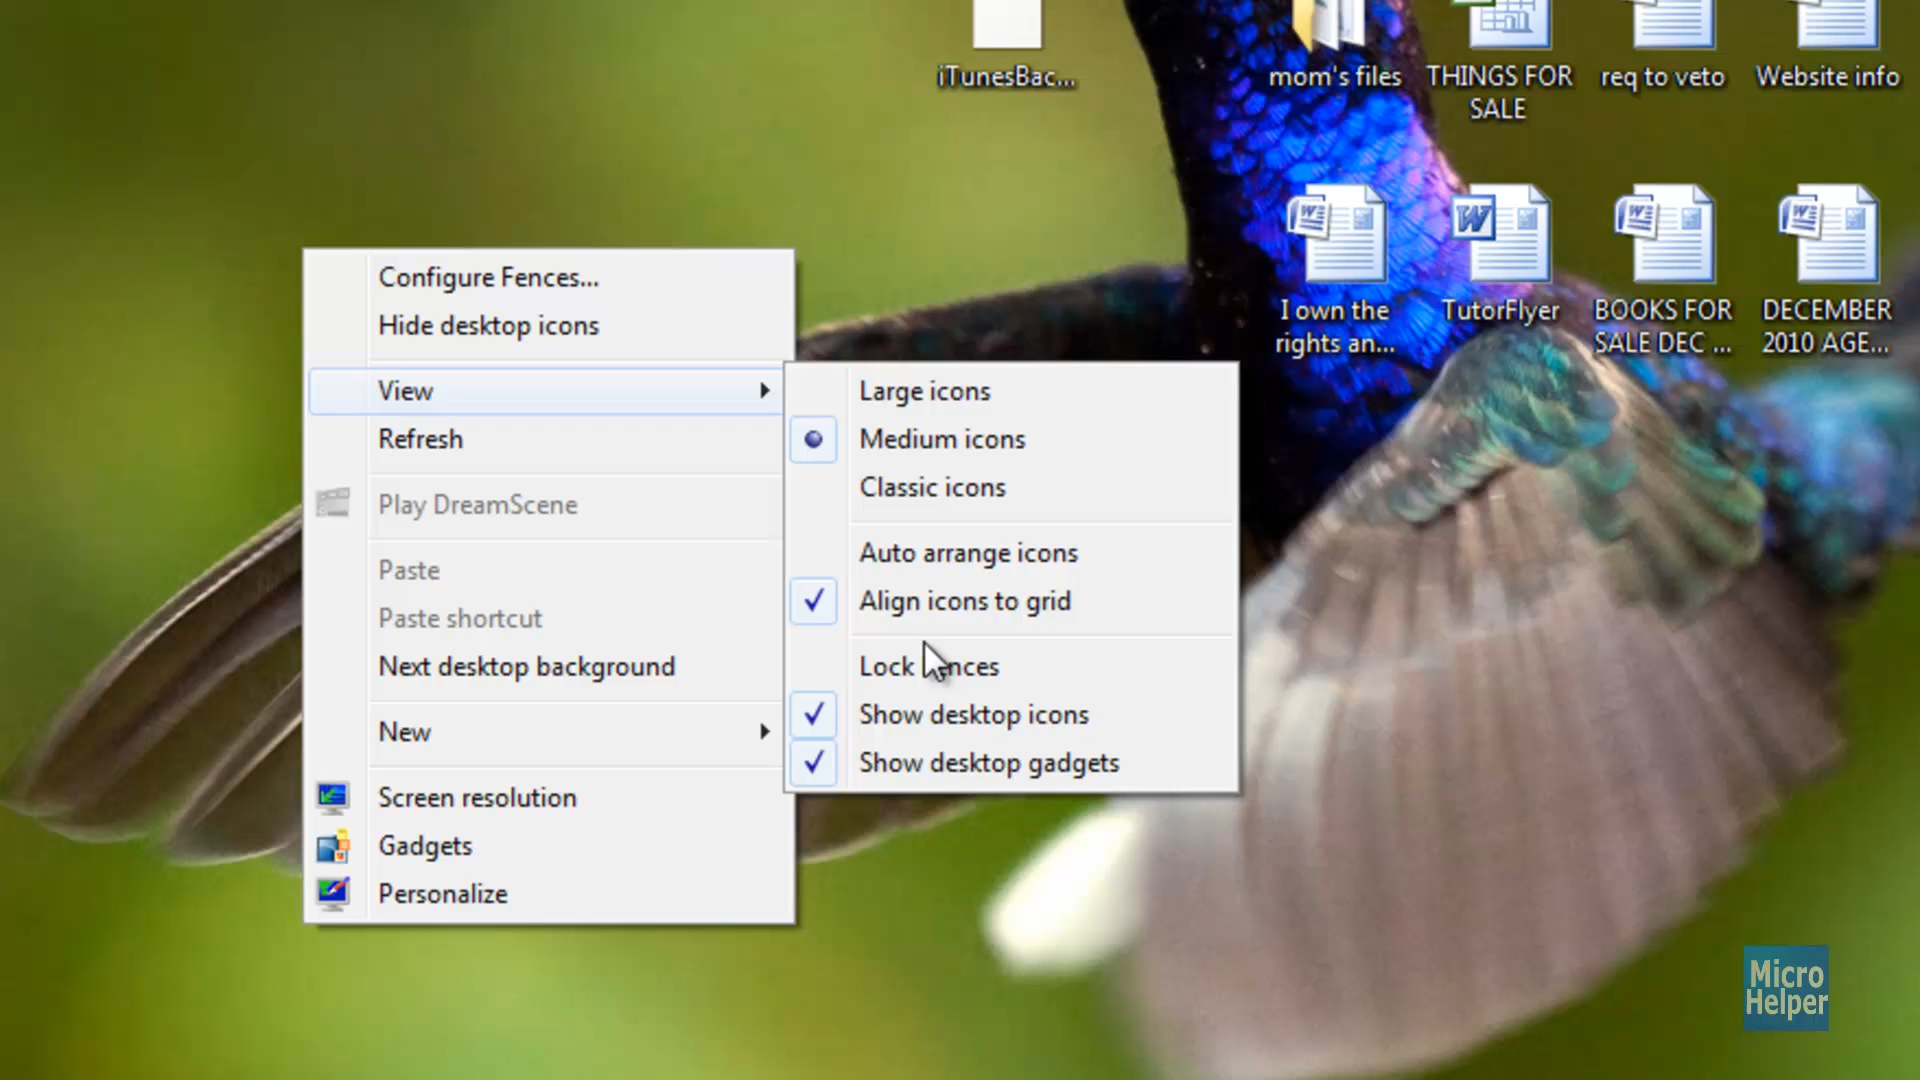 iTunesBac...
mom's files
THINGS FOR
SALE
req to veto
Website info
I own the
rights an...
TutorFlyer
BOOKS FOR
SALE DEC ...
DECEMBER
2010 AGE...
Configure Fences...
Hide desktop icons
View
Refresh
Play DreamScene
Paste
Paste shortcut
Next desktop background
New
Screen resolution
Gadgets
Personalize
Large icons
Medium icons
Classic icons
Auto arrange icons
Align icons to grid
Lock fences
Show desktop icons
Show desktop gadgets
Micro
Helper